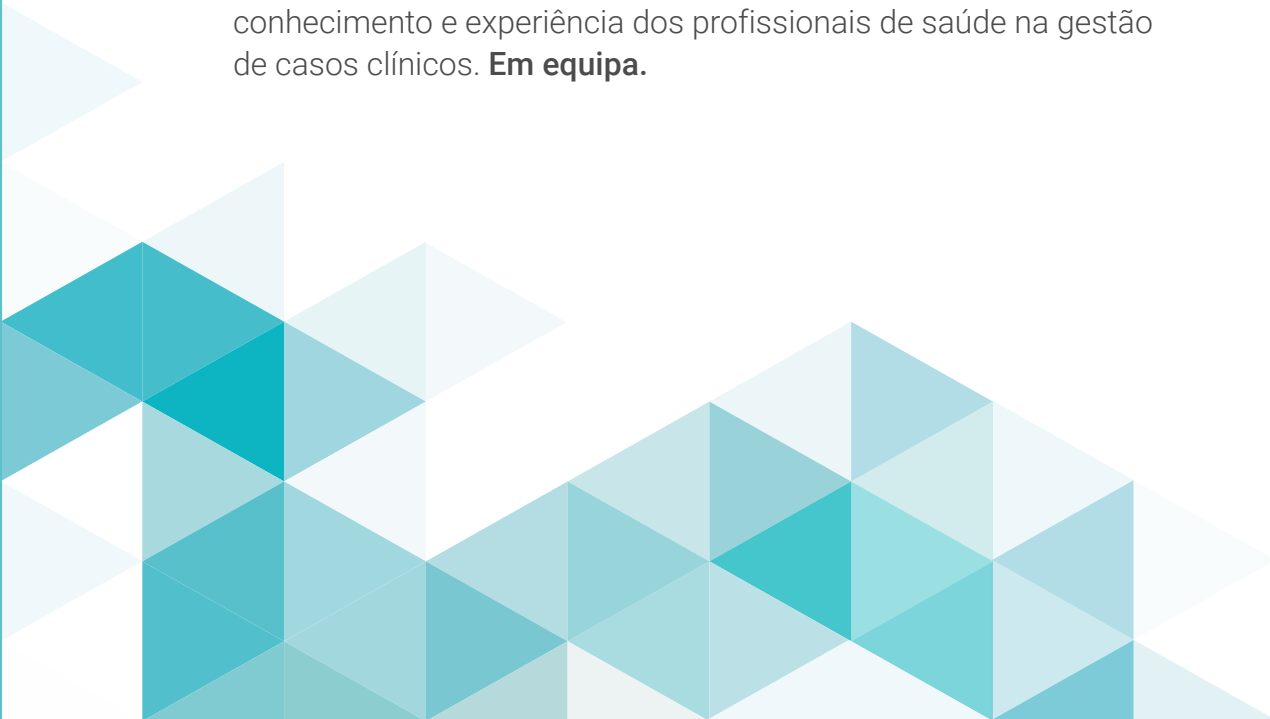 conhecimento e experiência dos profissionais de saúde na gestão
de casos clínicos. Em equipa.